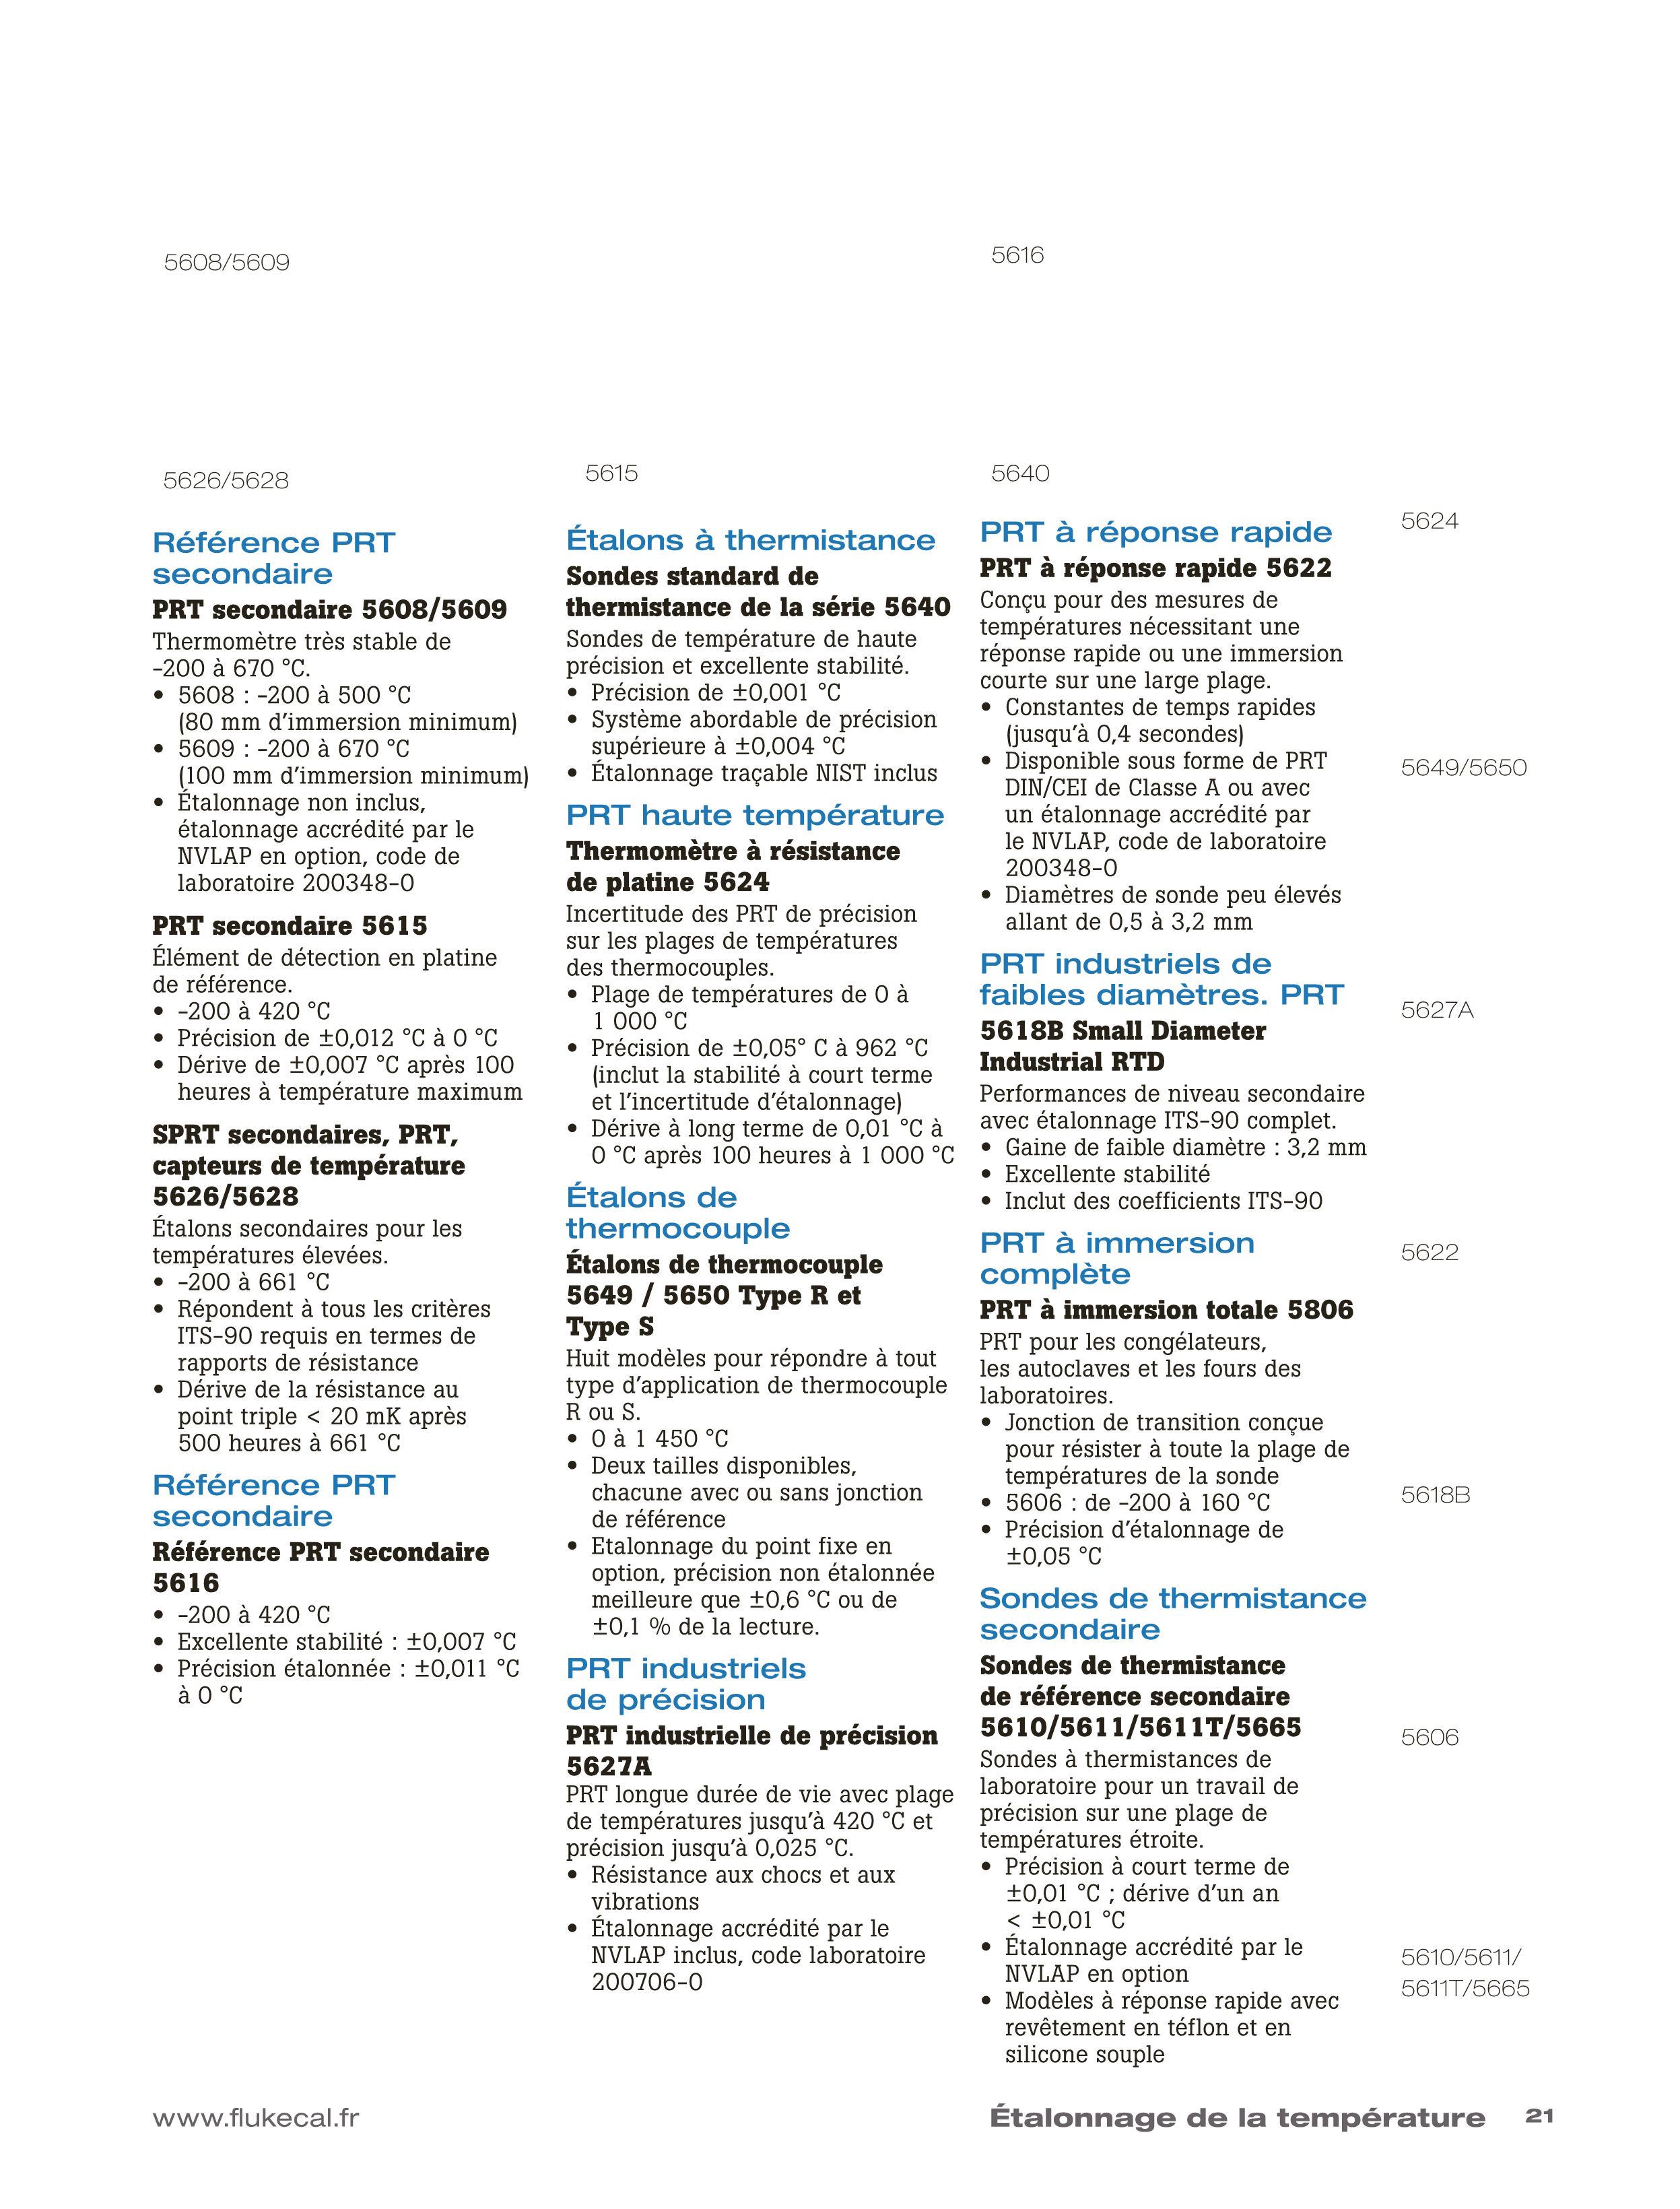 5608/5609
5616
5626/5628
5615
5640
Référence PRT
secondaire
PRT secondaire 5608/5609
Thermomètre très stable de
-200 à 670 °C.
• 5608 : -200 à 500 °C
(80 mm d’immersion minimum)
• 5609 : -200 à 670 °C
(100 mm d’immersion minimum)
• Étalonnage non inclus,
étalonnage accrédité par le
NVLAP en option, code de
laboratoire 200348-0
PRT secondaire 5615
Élément de détection en platine
de référence.
• -200 à 420 °C
• Précision de ±0,012 °C à 0 °C
• Dérive de ±0,007 °C après 100
heures à température maximum
SPRT secondaires, PRT,
capteurs de température
5626/5628
Étalons secondaires pour les
températures élevées.
• -200 à 661 °C
• Répondent à tous les critères
ITS-90 requis en termes de
rapports de résistance
• Dérive de la résistance au
point triple < 20 mK après
500 heures à 661 °C
Référence PRT
secondaire
Référence PRT secondaire
5616
• -200 à 420 °C
• Excellente stabilité : ±0,007 °C
• Précision étalonnée : ±0,011 °C
à 0 °C
Étalons à thermistance
Sondes standard de
thermistance de la série 5640
Sondes de température de haute
précision et excellente stabilité.
• Précision de ±0,001 °C
• Système abordable de précision
supérieure à ±0,004 °C
• Étalonnage traçable NIST inclus
PRT haute température
Thermomètre à résistance
de platine 5624
Incertitude des PRT de précision
sur les plages de températures
des thermocouples.
• Plage de températures de 0 à
1 000 °C
• Précision de ±0,05° C à 962 °C
(inclut la stabilité à court terme
et l’incertitude d’étalonnage)
• Dérive à long terme de 0,01 °C à
0 °C après 100 heures à 1 000 °C
Étalons de
thermocouple
Étalons de thermocouple
5649 / 5650 Type R et
Type S
Huit modèles pour répondre à tout
type d’application de thermocouple
R ou S.
• 0 à 1 450 °C
• Deux tailles disponibles,
chacune avec ou sans jonction
de référence
• Etalonnage du point fixe en
option, précision non étalonnée
meilleure que ±0,6 °C ou de
±0,1 % de la lecture.
PRT industriels
de précision
PRT industrielle de précision
5627A
PRT longue durée de vie avec plage
de températures jusqu’à 420 °C et
précision jusqu’à 0,025 °C.
• Résistance aux chocs et aux
vibrations
• Étalonnage accrédité par le
NVLAP inclus, code laboratoire
200706-0
PRT à réponse rapide
PRT à réponse rapide 5622
Conçu pour des mesures de
températures nécessitant une
réponse rapide ou une immersion
courte sur une large plage.
• Constantes de temps rapides
(jusqu’à 0,4 secondes)
• Disponible sous forme de PRT
DIN/CEI de Classe A ou avec
un étalonnage accrédité par
le NVLAP, code de laboratoire
200348-0
• Diamètres de sonde peu élevés
allant de 0,5 à 3,2 mm
PRT industriels de
faibles diamètres. PRT
5618B Small Diameter
Industrial RTD
Performances de niveau secondaire
avec étalonnage ITS-90 complet.
• Gaine de faible diamètre : 3,2 mm
• Excellente stabilité
• Inclut des coefficients ITS-90
PRT à immersion
complète
PRT à immersion totale 5806
PRT pour les congélateurs,
les autoclaves et les fours des
laboratoires.
• Jonction de transition conçue
pour résister à toute la plage de
températures de la sonde
• 5606 : de -200 à 160 °C
• Précision d’étalonnage de
±0,05 °C
Sondes de thermistance
secondaire
Sondes de thermistance
de référence secondaire
5610/5611/5611T/5665
Sondes à thermistances de
laboratoire pour un travail de
précision sur une plage de
températures étroite.
• Précision à court terme de
±0,01 °C ; dérive d’un an
< ±0,01 °C
• Étalonnage accrédité par le
NVLAP en option
• Modèles à réponse rapide avec
revêtement en téflon et en
silicone souple
5624
5649/5650
5627A
5622
5618B
5606
5610/5611/
5611T/5665
www.flukecal.fr
Étalonnage de la température 21